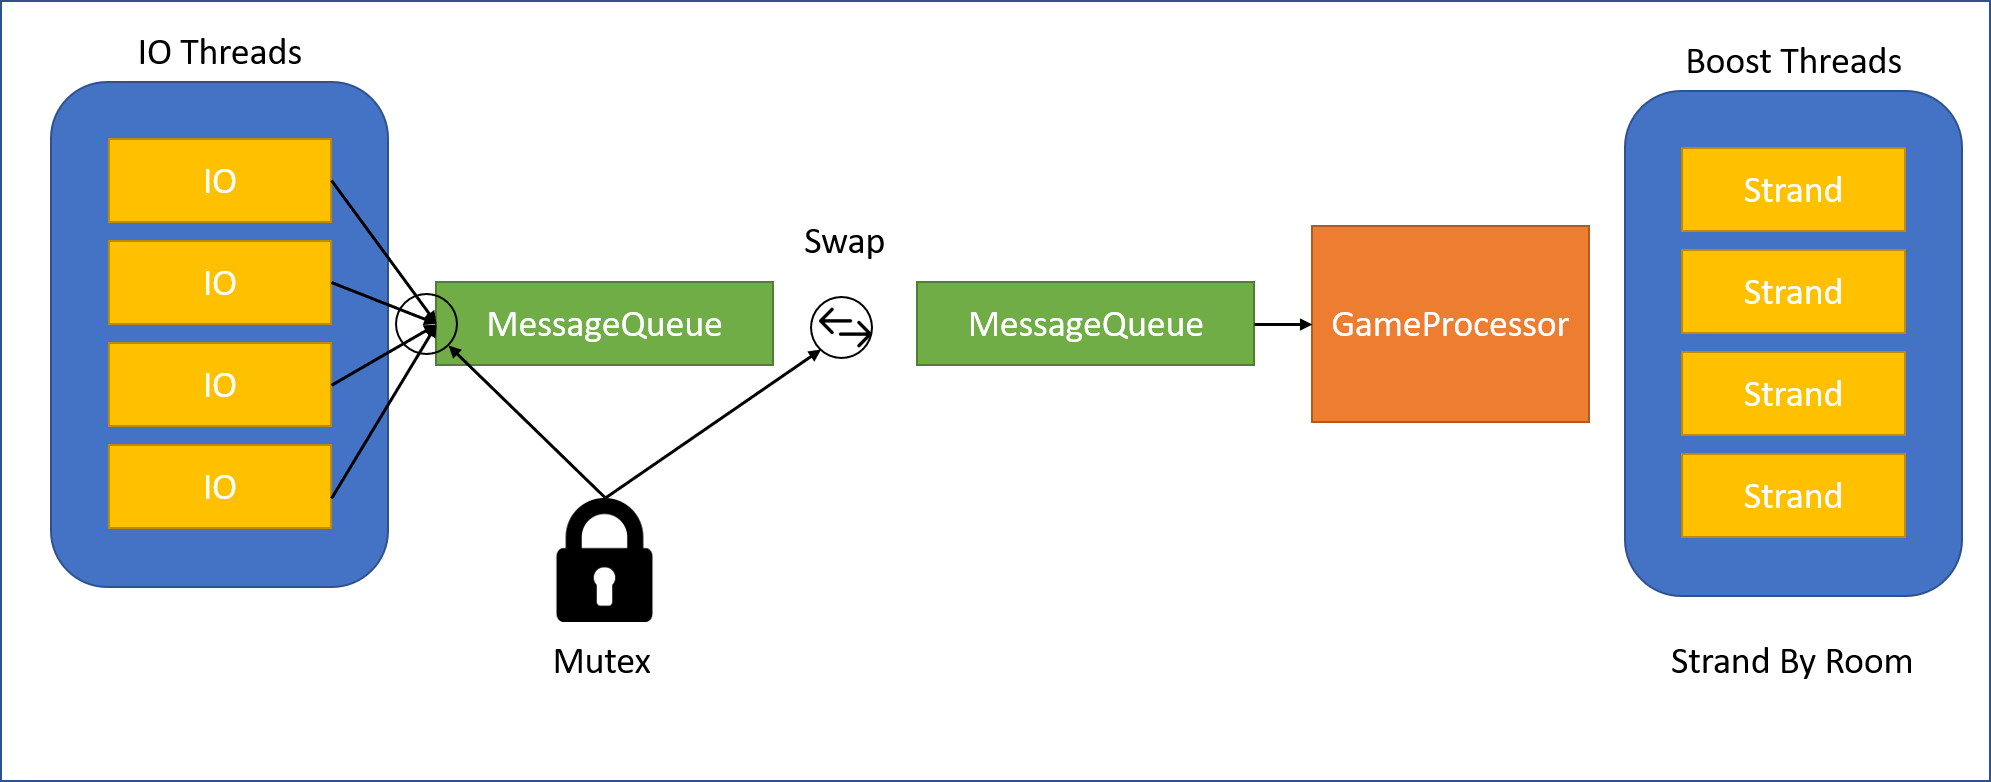 IO Threads
Boost Threads
IO
IO
IO
IO
MessageQueue
Swap
MessageQueue
GameProcessor
Strand
Strand
Strand
Strand
Mutex
Strand By Room